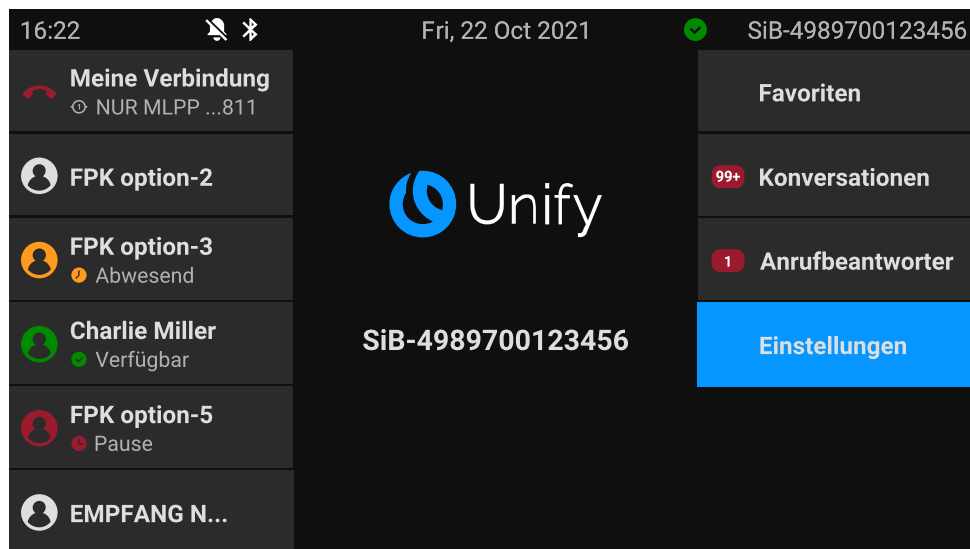 16:22
Fri, 22 Oct 2021
SiB-4989700123456
Meine Verbindung
NUR MLPP ...811
FPK option-2
FPK option-3
Abwesend
Charlie Miller
Verfügbar
FPK option-5
Pause
EMPFANG N...
Unify
SiB-4989700123456
Favoriten
99+ Konversationen
1 Anrufbeantworter
Einstellungen